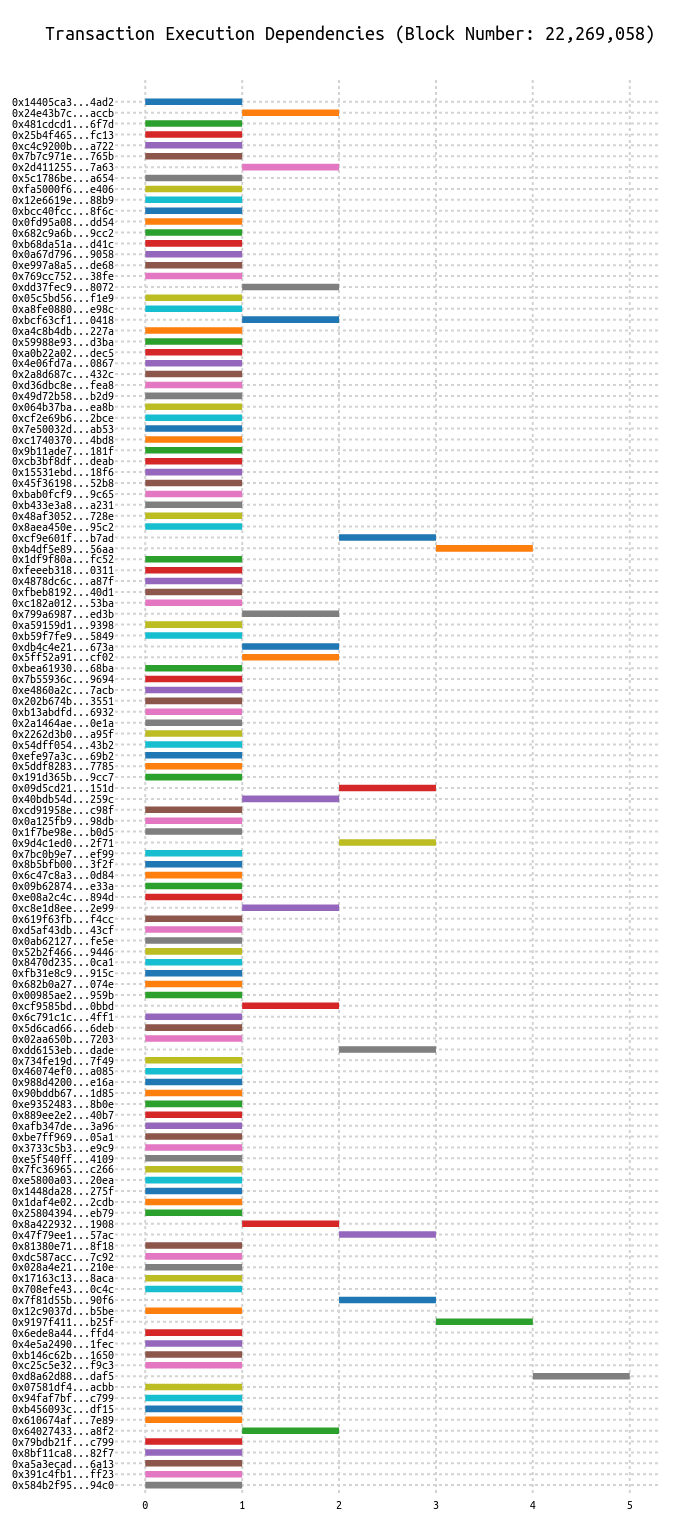 Transaction Execution Dependencies (Block Number: 22,269,058)
0x14405ca3...4ad2
0x24e43b7c...accb
0x481cdcd1...6f7d
0x25b4f465...fc13
0xc4c9200b...a722
0x7b7c971e...765b
0x2d411255...7a63
0x5c1786be...a654
0xfa5000f6...e406
0x12e6619e...88b9
0xbcc40fcc...8f6c
0x0fd95a08...dd54
0x682c9a6b...9cc2
0xb68da51a...d41c
0x0a67d796...9058
0xe997a8a5...de68
0x769cc752...38fe
0xdd37fec9...8072
0x05c5bd56...f1e9
0xa8fe0880...e98c
0xbcf63cf1...0418
0xa4c8b4db...227a
0x59988e93...d3ba
0xa0b22a02...dec5
0x4e06fd7a...0867
0x2a8d687c...432c
0xd36dbc8e...fea8
0x49d72b58...b2d9
0x064b37ba...ea8b
0xcf2e69b6...2bce
0x7e50032d...ab53
0xc1740370...4bd8
0x9b11ade7...181f
0xcb3bf8df...deab
0x15531ebd...18f6
0x45f36198...52b8
0xbab0fcf9...9c65
0xb433e3a8...a231
0x48af3052...728e
0x8aea450e...95c2
0xcf9e601f...b7ad
0xb4df5e89...56aa
0x1df9f80a...fc52
0xfeeeb318...0311
0x4878dc6c...a87f
0xfbeb8192...40d1
0xc182a012...53ba
0x799a6987...ed3b
0xa59159d1...9398
0xb59f7fe9...5849
0xdb4c4e21...673a
0x5ff52a91...cf02
0xbea61930...68ba
0x7b55936c...9694
0xe4860a2c...7acb
0x202b674b...3551
0xb13abdfd...6932
0x2a1464ae...0e1a
0x2262d3b0...a95f
0x54dff054...43b2
0xefe97a3c...69b2
0x5ddf8283...7785
0x191d365b...9cc7
0x09d5cd21...151d
0x40bdb54d...259c
0xcd91958e...c98f
0x0a125fb9...98db
0x1f7be98e...b0d5
0x9d4c1ed0...2f71
0x7bc0b9e7...ef99
0x8b5bfb00...3f2f
0x6c47c8a3...0d84
0x09b62874...e33a
0xe08a2c4c...894d
0xc8e1d8ee...2e99
0x619f63fb...f4cc
0xd5af43db...43cf
0x0ab62127...fe5e
0x52b2f466...9446
0x8470d235...0ca1
0xfb31e8c9...915c
0x682b0a27...074e
0x00985ae2...959b
0xcf9585bd...0bbd
0x6c791c1c...4ff1
0x5d6cad66...6deb
0x02aa650b...7203
0xdd6153eb...dade
0x734fe19d...7f49
0x46074ef0...a085
0x988d4200...e16a
0x90bddb67...1d85
0xe9352483...8b0e
0x889ee2e2...40b7
0xafb347de...3a96
0xbe7ff969...05a1
0x3733c5b3...e9c9
0xe5f540ff...4109
0x7fc36965...c266
0xe5800a03...20ea
0x1448da28...275f
0x1daf4e02...2cdb
0x25804394...eb79
0x8a422932...1908
0x47f79ee1...57ac
0x81380e71...8f18
0xdc587acc...7c92
0x028a4e21...210e
0x17163c13...8aca
0x708efe43...0c4c
0x7f81d55b...90f6
0x12c9037d...b5be
0x9197f411...b25f
0x6ede8a44...ffd4
0x4e5a2490...1fec
0xb146c62b...1650
0xc25c5e32...f9c3
0xd8a62d88...daf5
0x07581df4...acbb
0x94faf7bf...c799
0xb456093c...df15
0x610674af...7e89
0x64027433...a8f2
0x79bdb21f...c799
0x8bf11ca8...82f7
0xa5a3ecad...6a13
0x391c4fb1...ff23
0x584b2f95...94c0
0 1 2 3 4 5